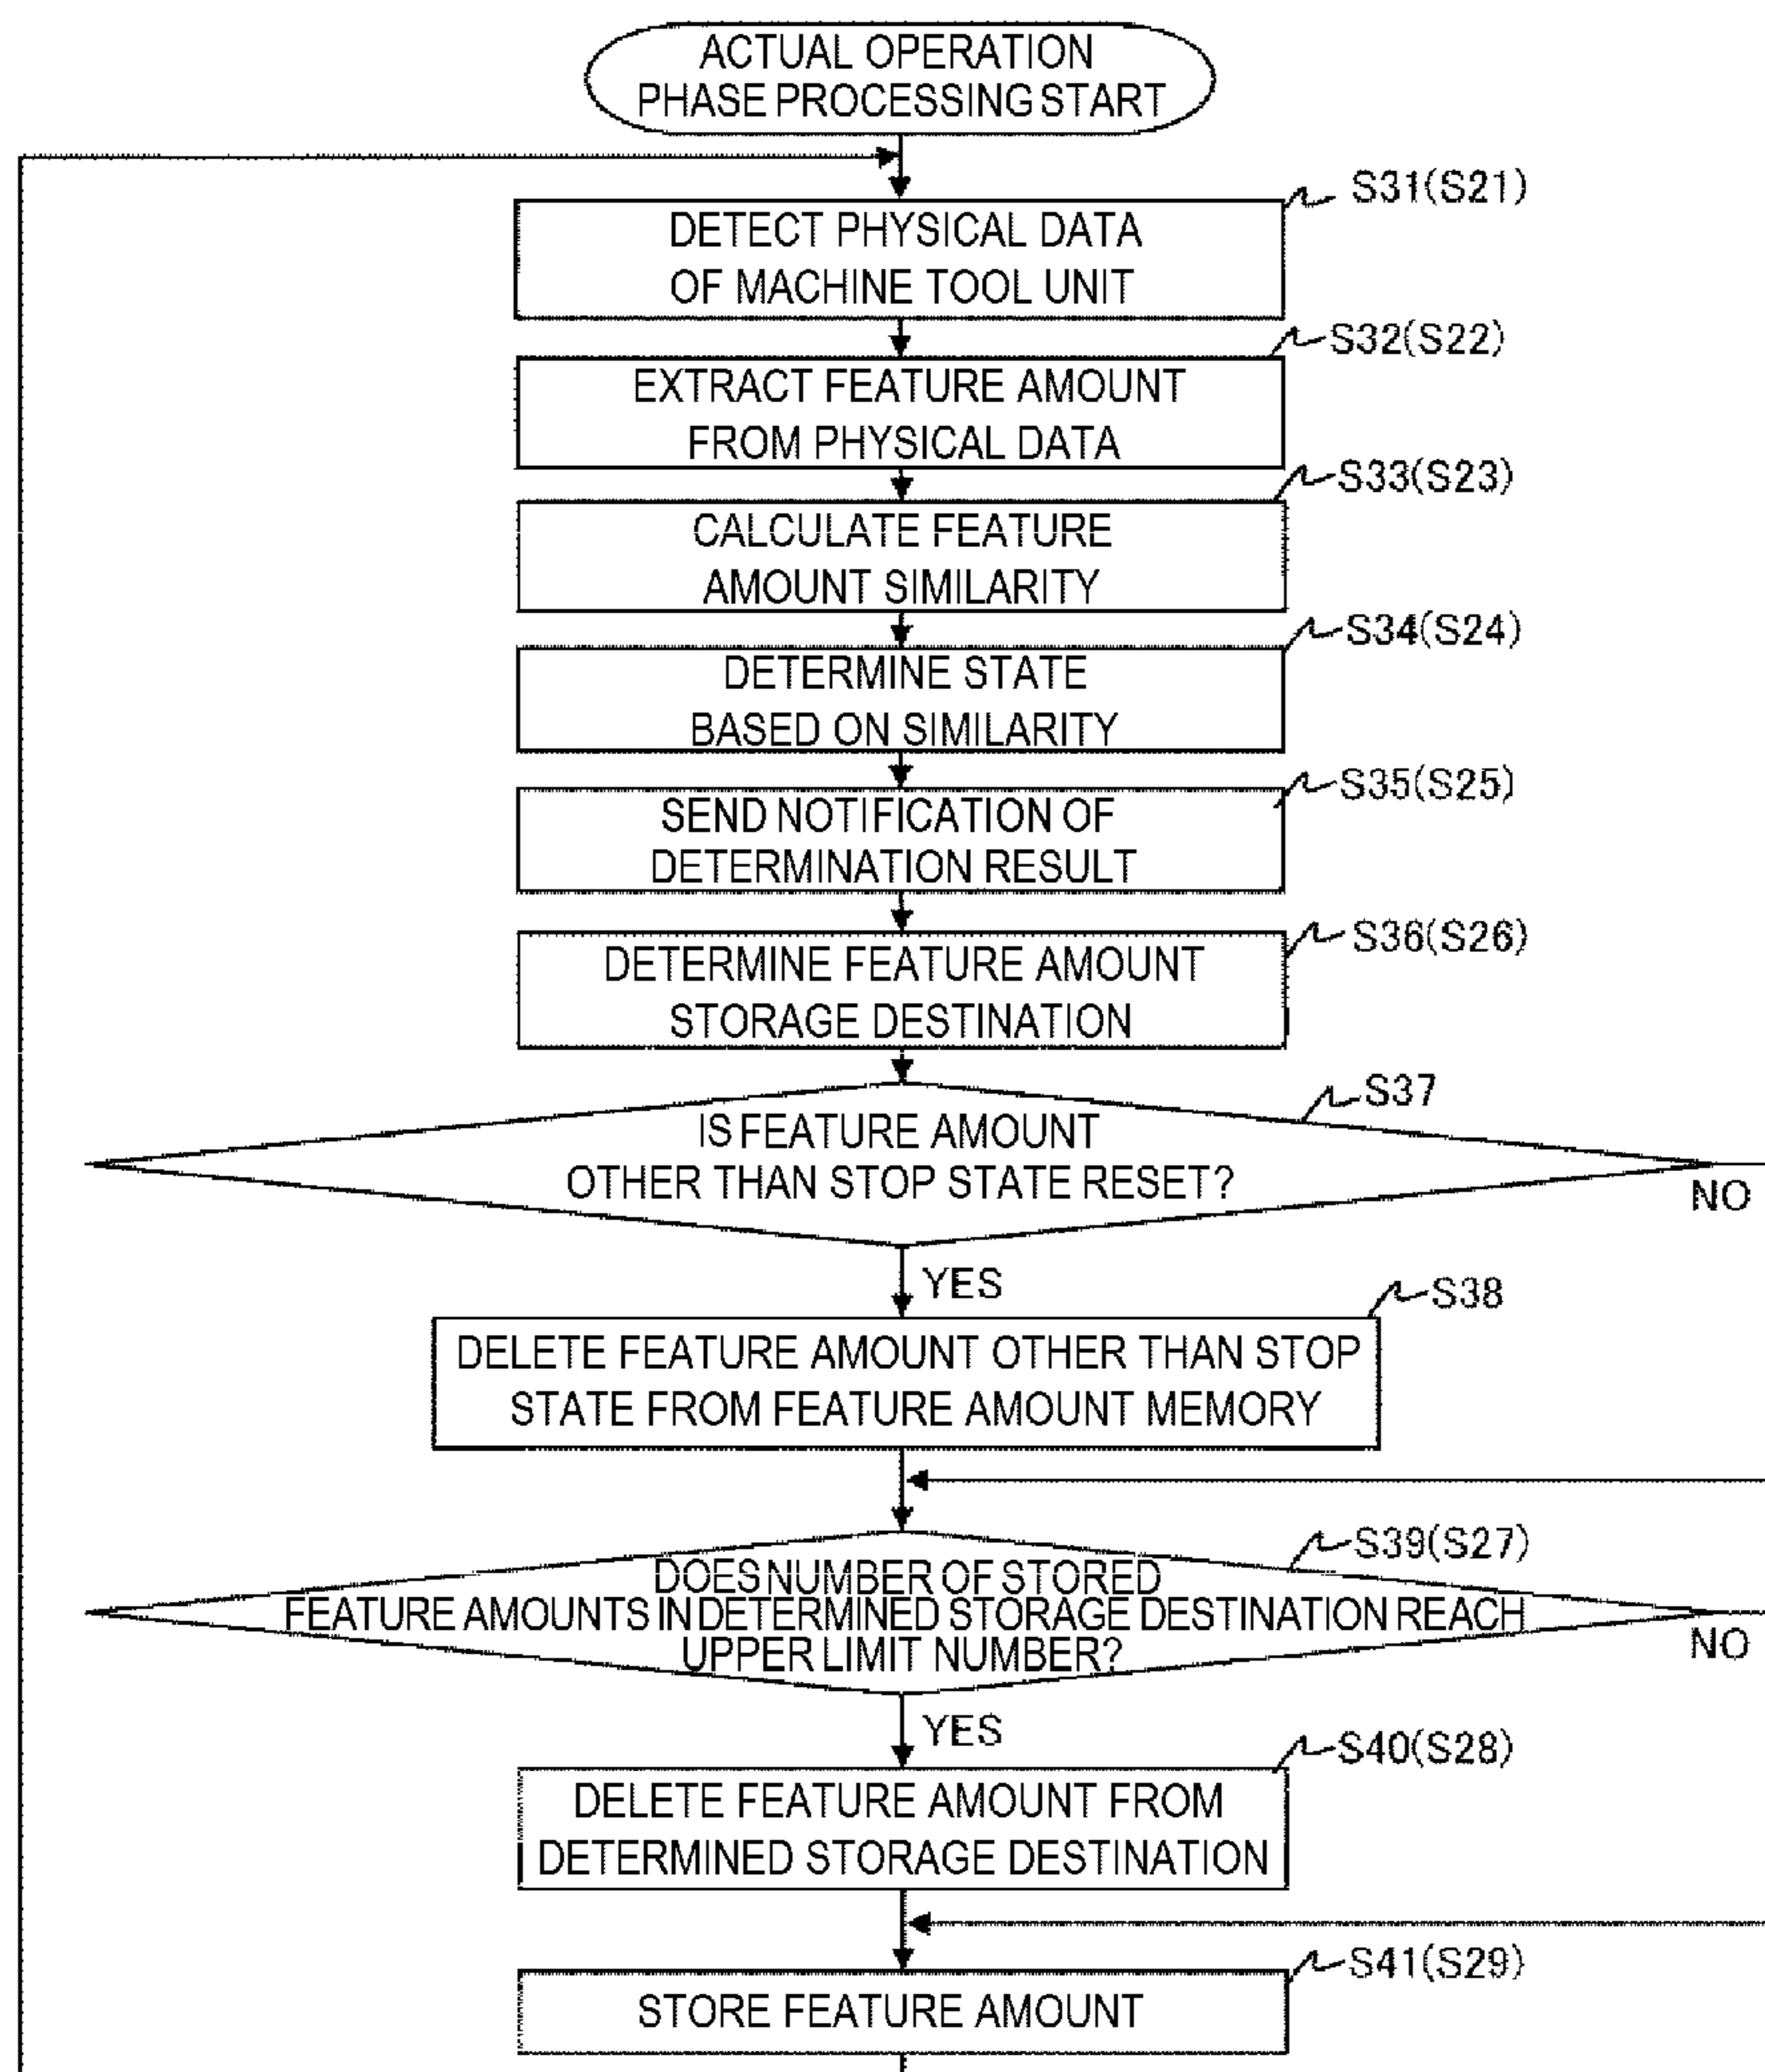 ACTUAL OPERATION
PHASE PROCESSING START
S31(S21)
DETECT PHYSICAL DATA
OF MACHINE TOOL UNIT
S32(S22)
EXTRACT FEATURE AMOUNT
FROM PHYSICAL DATA
S33(S23)
CALCULATE FEATURE
AMOUNT SIMILARITY
S34(S24)
DETERMINE STATE
BASED ON SIMILARITY
S35(S25)
SEND NOTIFICATION OF
DETERMINATION RESULT
S36(S26)
DETERMINE FEATURE AMOUNT
STORAGE DESTINATION
S37
IS FEATURE AMOUNT
OTHER THAN STOP STATE RESET?
NO
YES
S38
DELETE FEATURE AMOUNT OTHER THAN STOP
STATE FROM FEATURE AMOUNT MEMORY
S39(S27)
DOES NUMBER OF STORED
FEATURE AMOUNTS IN DETERMINED STORAGE DESTINATION REACH
UPPER LIMIT NUMBER?
NO
YES
S40(S28)
DELETE FEATURE AMOUNT FROM
DETERMINED STORAGE DESTINATION
S41(S29)
STORE FEATURE AMOUNT